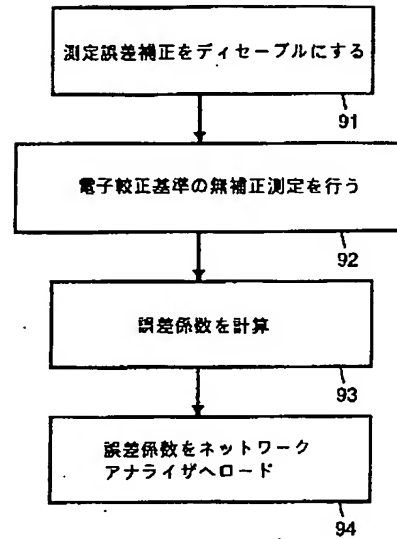 測定誤差補正をディセーブルにする
91
電子較正基準の無補正測定を行う
92
誤差係数を計算
93
誤差係数をネットワーク
アナライザへロード
94